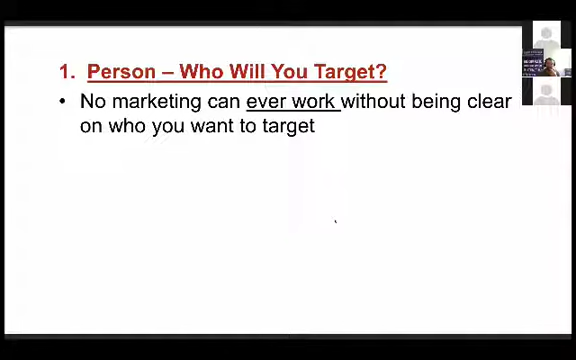 1. Person – Who Will You Target?
• No marketing can ever work without being clear
on who you want to target